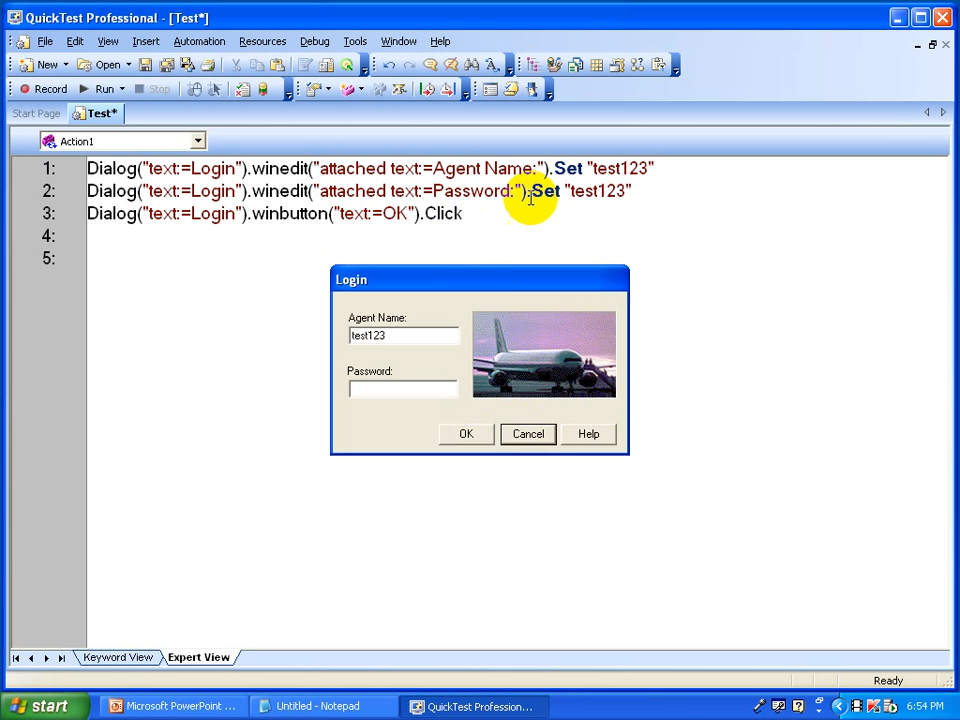 QuickTest Professional - [Test*]
File Edit View Insert Automation Resources Debug Tools Window Help
New Open
Record Run Stop
Start Page Test*
Action1
1: Dialog("text:=Login").winedit("attached text:=Agent Name:").Set "test123"
2: Dialog("text:=Login").winedit("attached text:=Password:").Set "test123"
3: Dialog("text:=Login").winbutton("text:=OK").Click
4:
5:
Login
Agent Name:
test123
Password:
OK Cancel Help
Keyword View Expert View
Ready
start Microsoft PowerPoint ... Untitled - Notepad QuickTest Profession... 6:54 PM